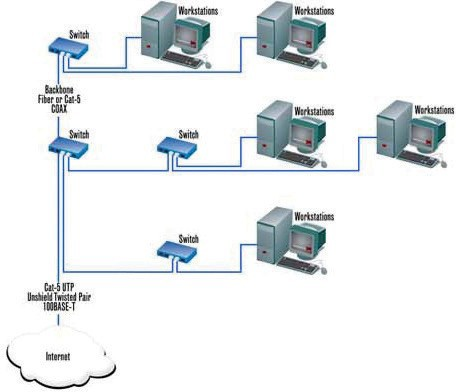 Workstations
Workstations
Switch
Backbone
Fiber or Cat-5
COAX
Workstations
Workstations
Switch
Switch
Workstations
Switch
Cat-5 UTP
Unshield Twisted Pair
100BASE-T
Internet